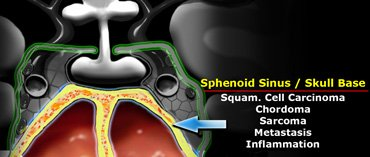 Sphenoid Sinus / Skull Base
Squam. Cell Carcinoma
Chordoma
Sarcoma
Metastasis
Inflammation